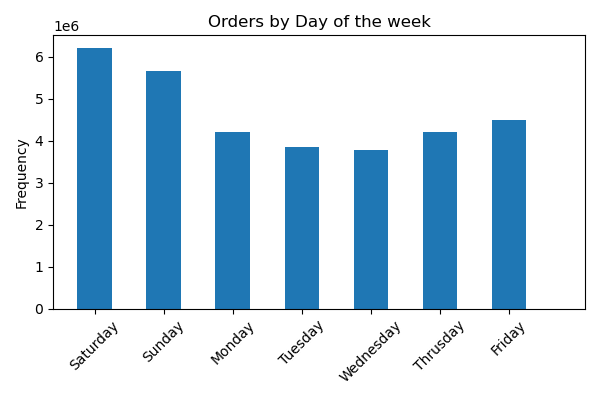 Orders by Day of the week
1e6
Frequency
6
5
4
3
2
1
0
Saturday
Sunday
Monday
Tuesday
Wednesday
Thrusday
Friday